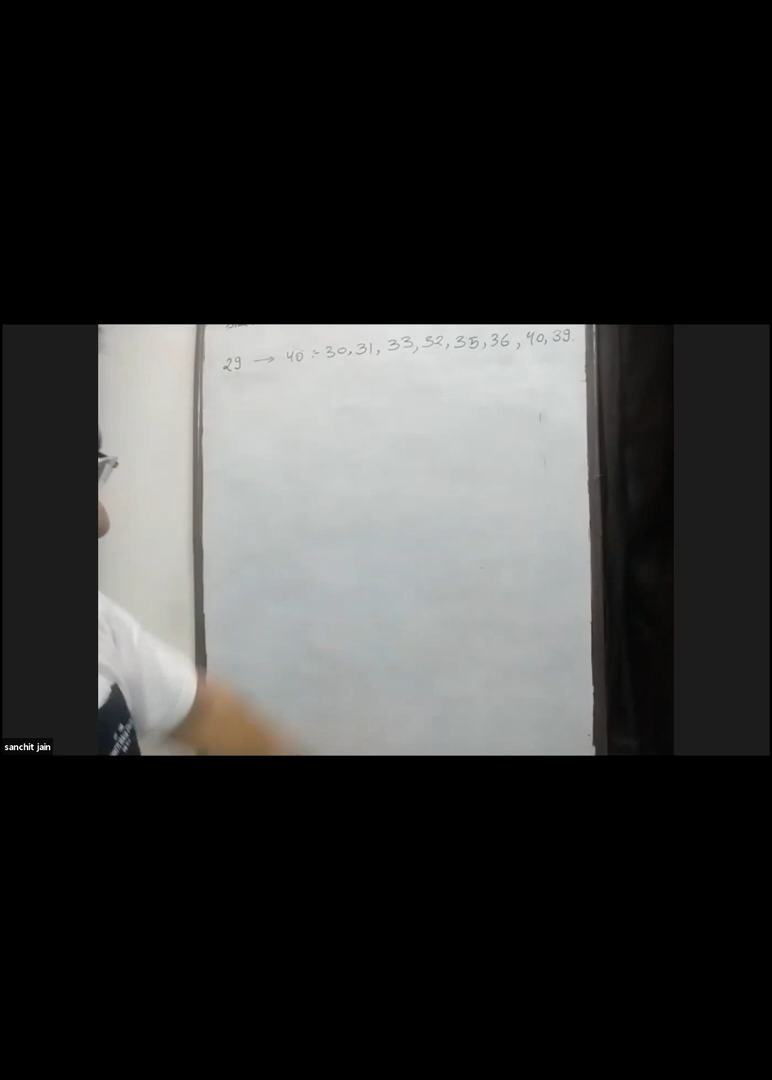 29 → 40 :- 30, 31, 33, 32, 35, 36, 40, 39.
sanchit jain